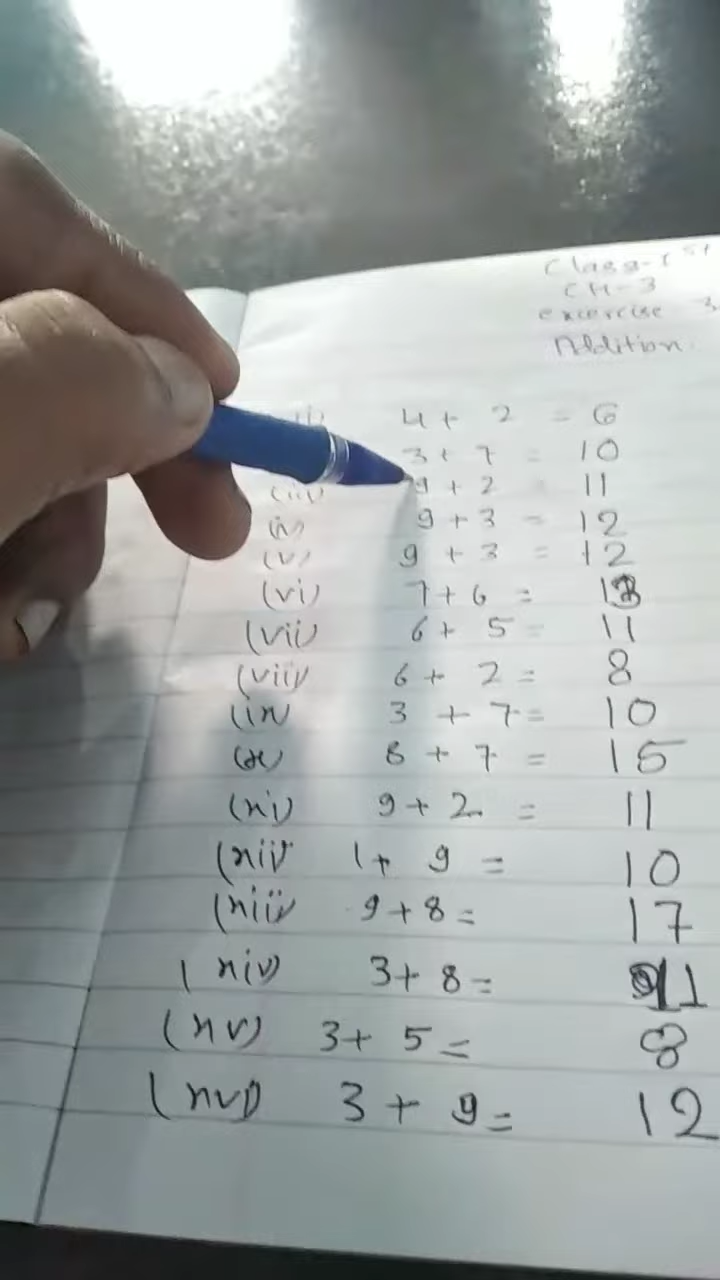 Class-1st
CH-3
exercise 3
Addition
4 + 2 = 6
3 + 7 = 10
(iii) 9 + 2 = 11
(iv) 9 + 3 = 12
(v) 9 + 3 = 12
(vi) 7 + 6 = 13
(vii) 6 + 5 = 11
(viii) 6 + 2 = 8
(ix) 3 + 7 = 10
(x) 8 + 7 = 15
(xi) 9 + 2 = 11
(xii) 1 + 9 = 10
(xiii) 9 + 8 = 17
(xiv) 3 + 8 = 11
(xv) 3 + 5 = 8
(xvi) 3 + 9 = 12